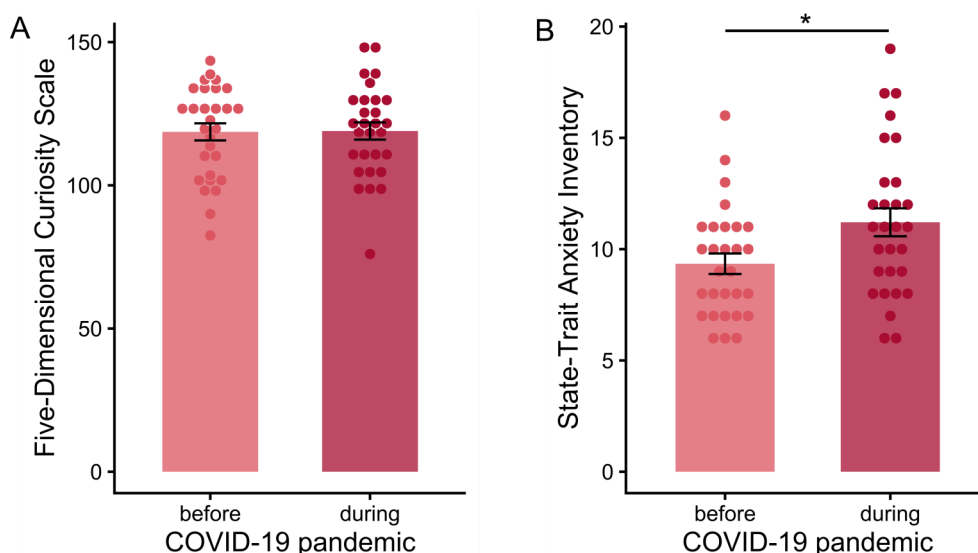 A
Five-Dimensional Curiosity Scale
150
100
50
0
before
during
COVID-19 pandemic
B
*
State-Trait Anxiety Inventory
20
15
10
5
0
before
during
COVID-19 pandemic